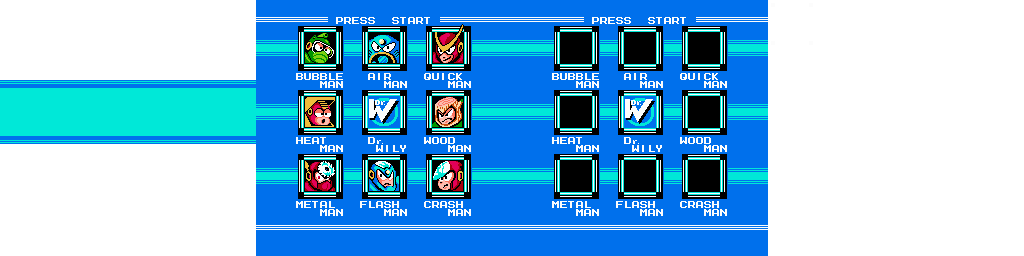 PRESS START
BUBBLE MAN AIR MAN QUICK MAN
Dr. W
HEAT MAN Dr. WILY WOOD MAN
METAL MAN FLASH MAN CRASH MAN
PRESS START
BUBBLE MAN AIR MAN QUICK MAN
Dr. W
HEAT MAN Dr. WILY WOOD MAN
METAL MAN FLASH MAN CRASH MAN